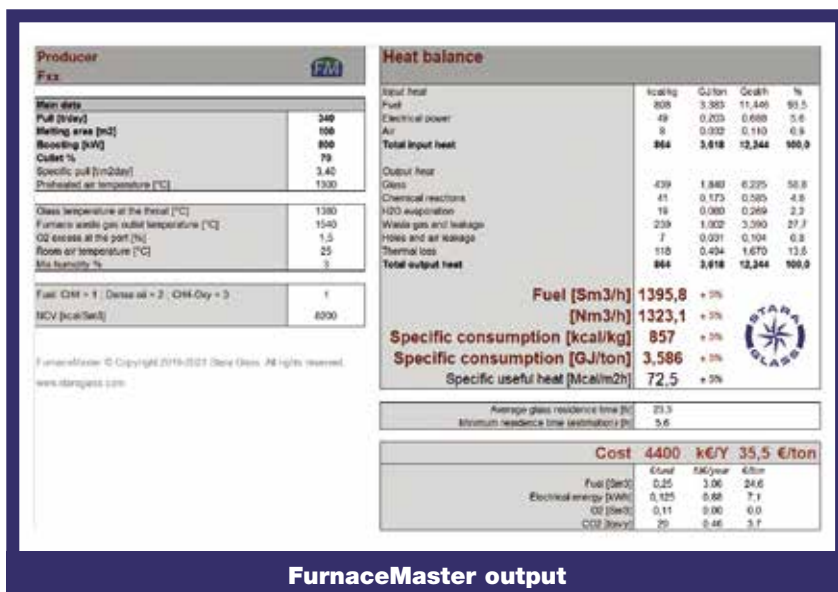 Producer
Fxx
FM
Main data
Pull [t/day] 340
Melting area [m2] 100
Boosting [kW] 800
Cullet % 70
Specific pull [t/m2day] 3,40
Preheated air temperature [°C] 1300
Glass temperature at the throat [°C] 1380
Furnace waste gas outlet temperature [°C] 1540
O2 excess at the port [%] 1,5
Room air temperature [°C] 25
Mix humidity % 3
Fuel: CH4 = 1 ; Dense oil = 2 ; CH4-Oxy = 3 1
NCV [kcal/Sm3] 8200
FurnaceMaster © Copyright 2019-2021 Stara Glass. All rights reserved.
www.staraglass.com
Heat balance
Input heat kcal/kg GJ/ton Gcal/h %
Fuel 808 3,383 11,446 93,5
Electrical power 49 0,203 0,688 5,6
Air 8 0,032 0,110 0,9
Total input heat 864 3,618 12,244 100,0
Output heat
Glass 439 1,840 6,225 50,8
Chemical reactions 41 0,173 0,585 4,8
H2O evaporation 19 0,080 0,269 2,2
Waste gas and leakage 239 1,002 3,390 27,7
Holes and air leakage 7 0,031 0,104 0,8
Thermal loss 118 0,494 1,670 13,6
Total output heat 864 3,618 12,244 100,0
Fuel [Sm3/h] 1395,8 + 5%
[Nm3/h] 1323,1 + 5%
Specific consumption [kcal/kg] 857 + 5%
Specific consumption [GJ/ton] 3,586 + 5%
Specific useful heat [Mcal/m2h] 72,5 + 5%
STARA GLASS
Average glass residence time [h] 23,3
Minimum residence time (estimation) [h] 5,6
Cost 4400 k€/Y 35,5 €/ton
€/unit M€/year €/ton
Fuel [Sm3] 0,25 3,06 24,6
Electrical energy [kWh] 0,125 0,88 7,1
O2 [Sm3] 0,11 0,00 0,0
CO2 20 0,46 3,7
FurnaceMaster output